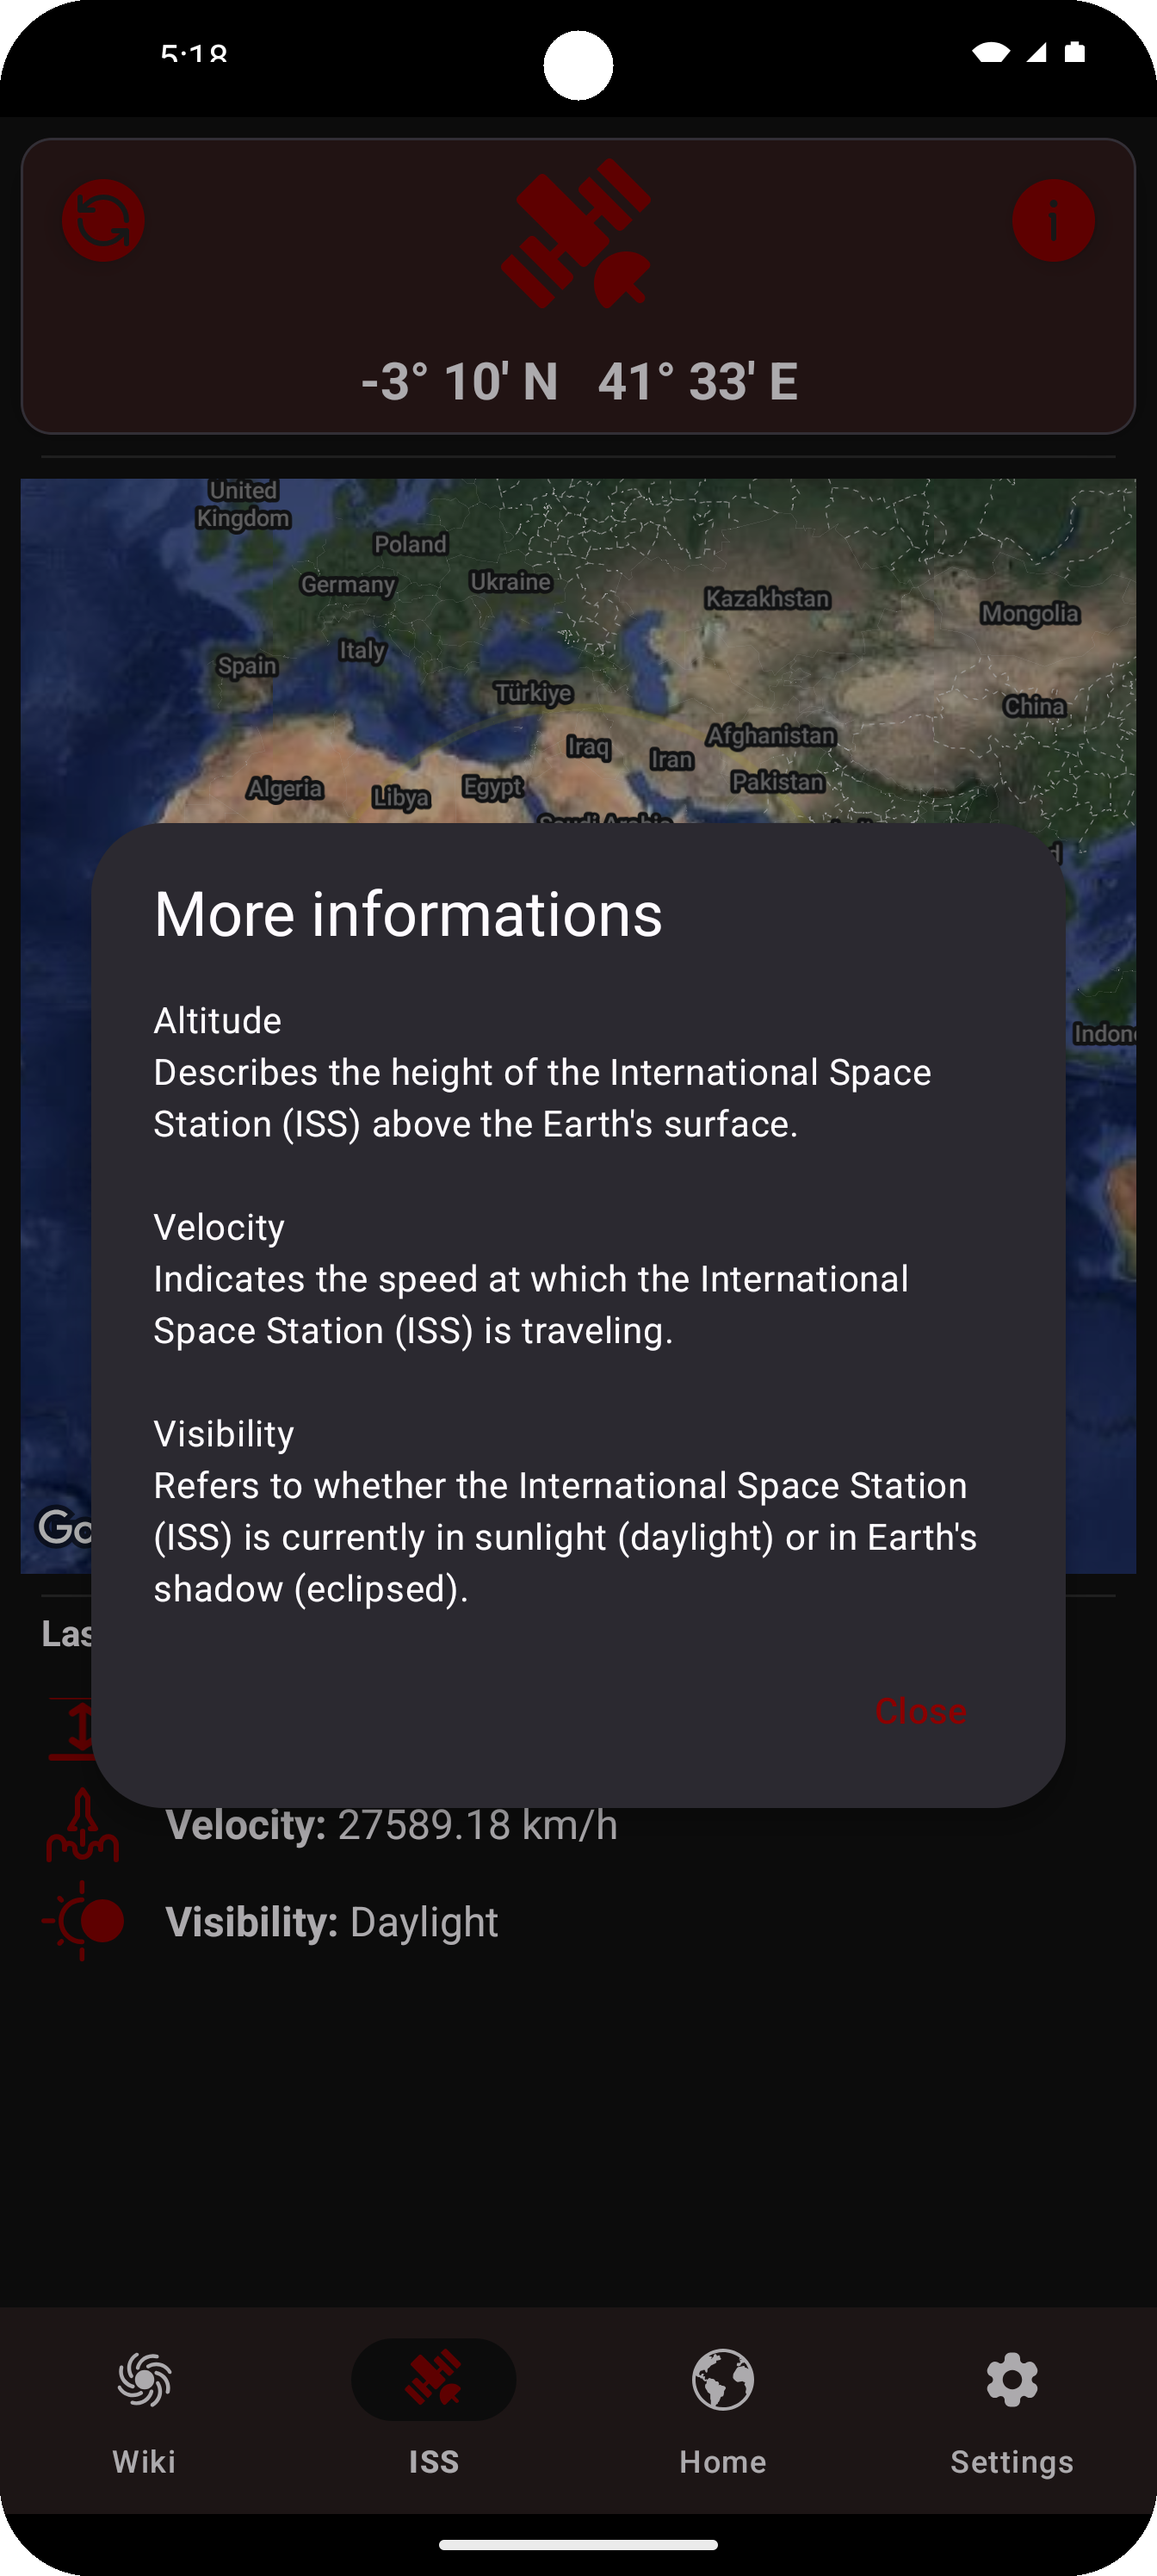 5:18
-3° 10' N 41° 33' E
United
Kingdom
Poland
Germany
Ukraine
Kazakhstan
Mongolia
Italy
Spain
Türkiye
China
Iraq
Afghanistan
Iran
Algeria
Libya
Egypt
Pakistan
Saudi Arabia
More informations
Altitude
Describes the height of the International Space
Station (ISS) above the Earth's surface.
Indon
Velocity
Indicates the speed at which the International
Space Station (ISS) is traveling.
Visibility
Refers to whether the International Space Station
(ISS) is currently in sunlight (daylight) or in Earth's
shadow (eclipsed).
Go
Las
Close
Velocity: 27589.18 km/h
Visibility: Daylight
Wiki
ISS
Home
Settings